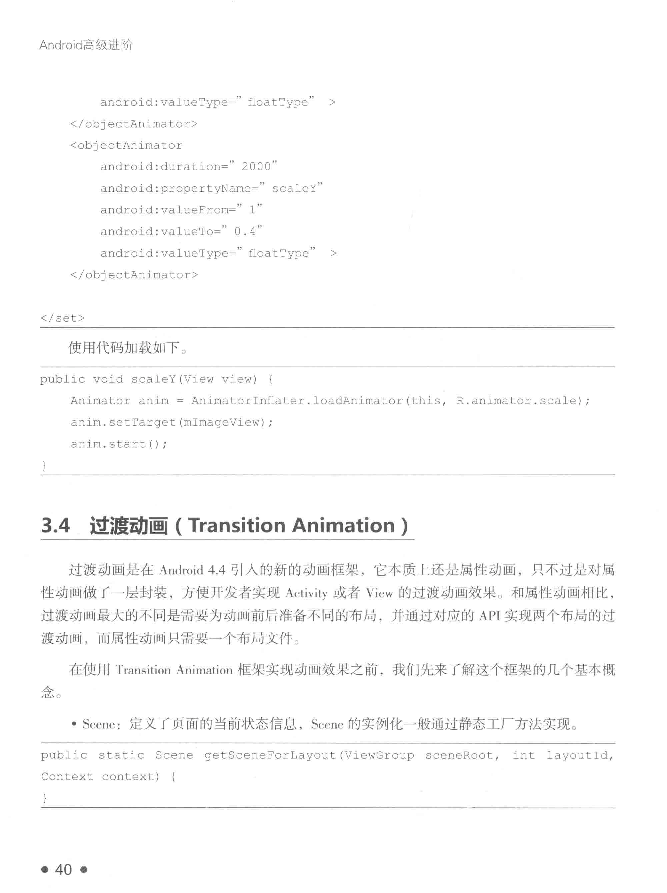 Android高级进阶
android:valueType=" floatType" >
</objectAnimator>
<objectAnimator
android:duration=" 2000"
android:propertyName=" scaleY"
android:valueFrom=" 1"
android:valueTo=" 0.4"
android:valueType=" floatType" >
</objectAnimator>
</set>
使用代码加载如下。
public void scaleY(View view) {
Animator anim = AnimatorInflater.loadAnimator(this, R.animator.scale);
anim.setTarget(mImageView);
anim.start();
}
3.4 过渡动画 ( Transition Animation )
过渡动画是在 Android 4.4 引入的新的动画框架，它本质上还是属性动画，只不过是对属
性动画做了一层封装，方便开发者实现 Activity 或者 View 的过渡动画效果。和属性动画相比，
过渡动画最大的不同是需要为动画前后准备不同的布局，并通过对应的 API 实现两个布局的过
渡动画，而属性动画只需要一个布局文件。
在使用 Transition Animation 框架实现动画效果之前，我们先来了解这个框架的几个基本概
念。
• Scene：定义了页面的当前状态信息，Scene 的实例化一般通过静态工厂方法实现。
public static Scene getSceneForLayout(ViewGroup sceneRoot, int layoutId,
Context context) {
}
● 40 ●